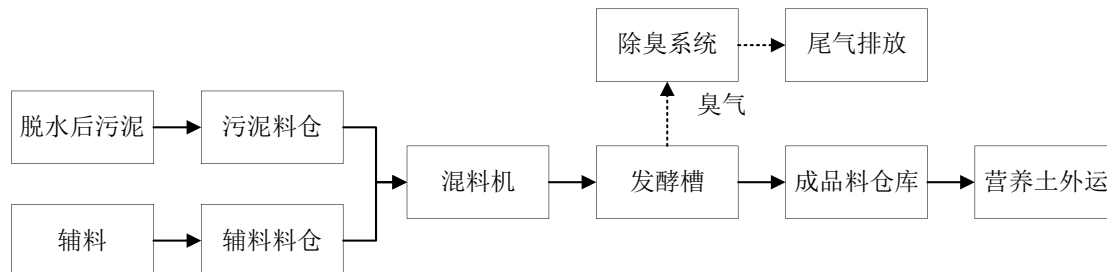 除臭系统
尾气排放
臭气
脱水后污泥
污泥料仓
混料机
发酵槽
成品料仓库
营养土外运
辅料
辅料料仓